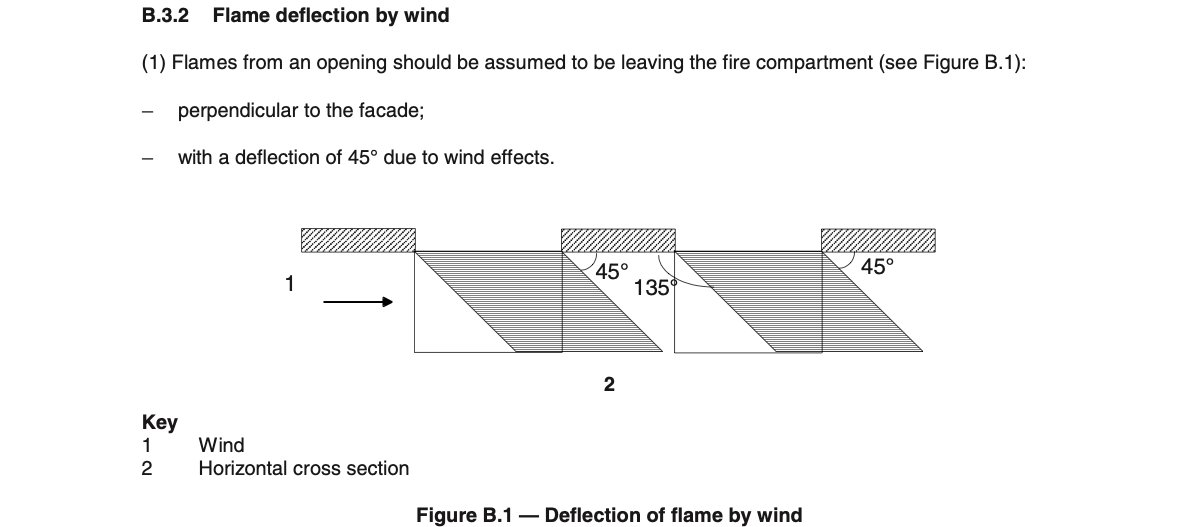 B.3.2 Flame deflection by wind
(1) Flames from an opening should be assumed to be leaving the fire compartment (see Figure B.1):
– perpendicular to the facade;
– with a deflection of 45° due to wind effects.
1
45°
135°
45°
2
Key
1 Wind
2 Horizontal cross section
Figure B.1 — Deflection of flame by wind